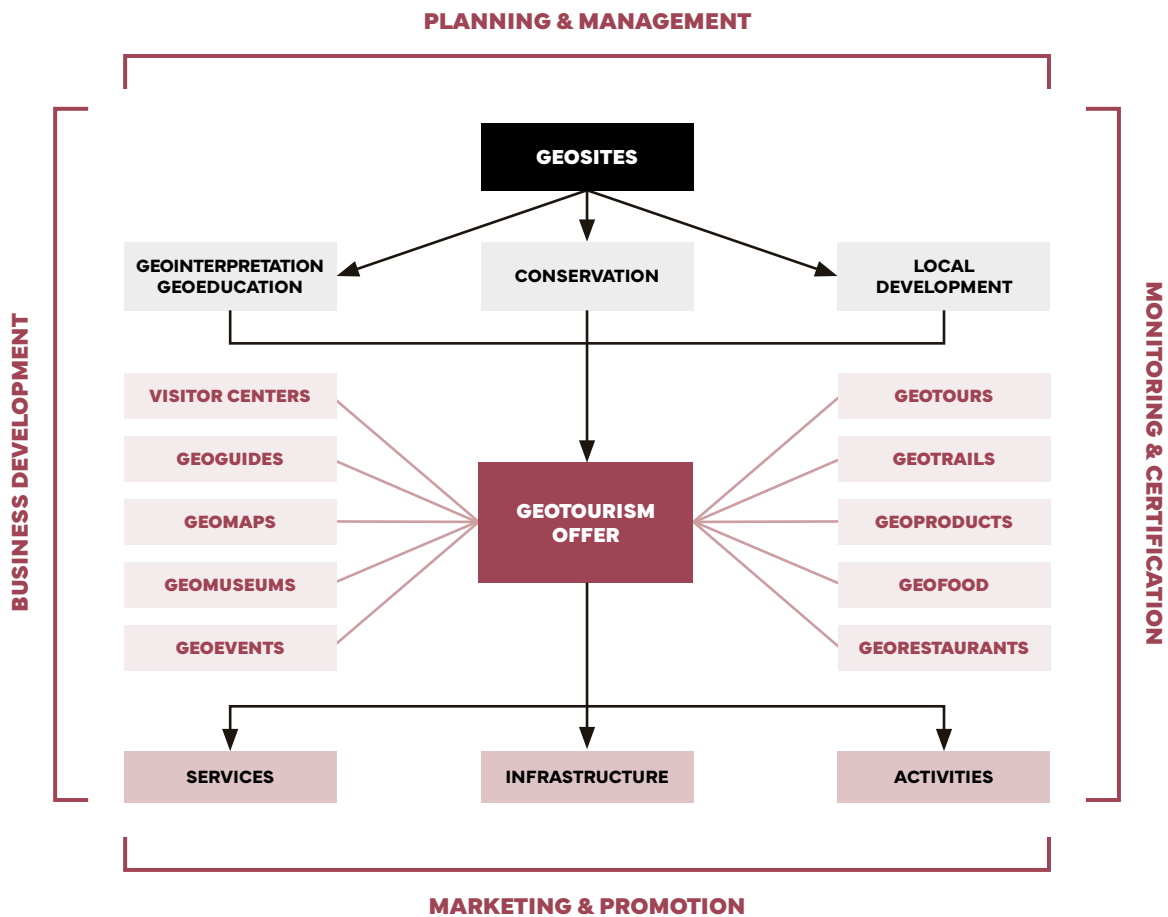 PLANNING & MANAGEMENT
GEOSITES
GEOINTERPRETATION
GEOEDUCATION
CONSERVATION
LOCAL
DEVELOPMENT
BUSINESS DEVELOPMENT
MONITORING & CERTIFICATION
VISITOR CENTERS
GEOGUIDES
GEOMAPS
GEOMUSEUMS
GEOEVENTS
GEOTOURISM
OFFER
GEOTOURS
GEOTRAILS
GEOPRODUCTS
GEOFOOD
GEORESTAURANTS
SERVICES
INFRASTRUCTURE
ACTIVITIES
MARKETING & PROMOTION